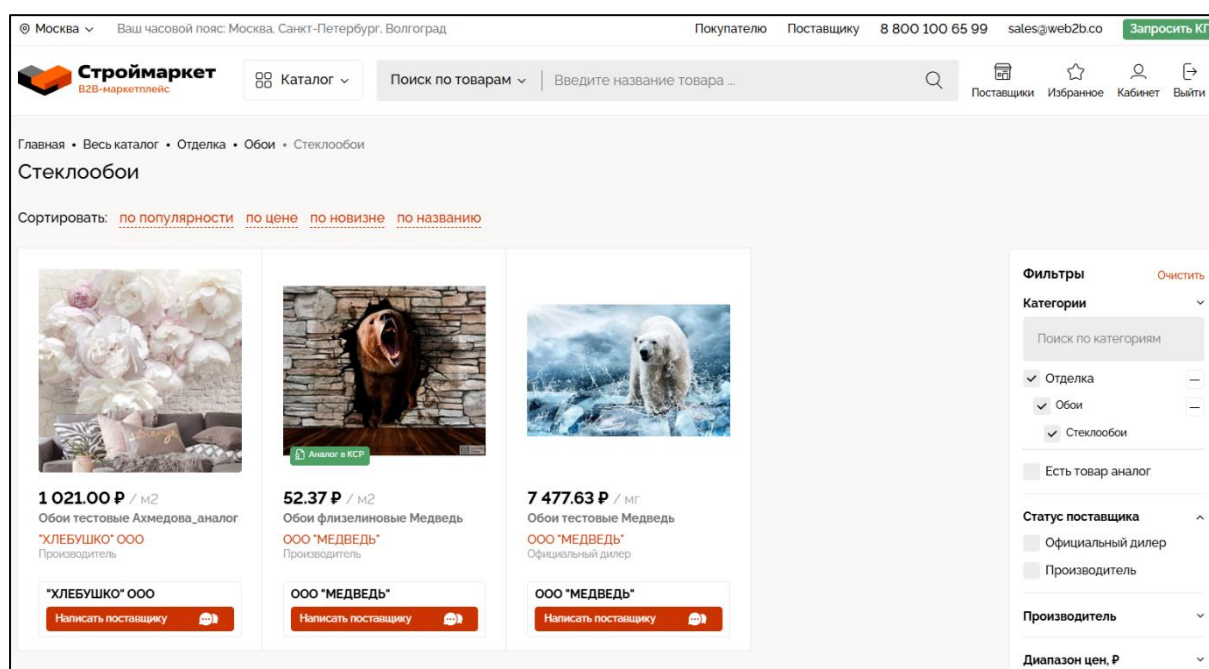 Москва Ваш часовой пояс: Москва, Санкт-Петербург, Волгоград Покупателю Поставщику 8 800 100 65 99 sales@web2b.co Запросить КП
Строймаркет
B2B-маркетплейс
Каталог Поиск по товарам Введите название товара ...
Поставщики Избранное Кабинет Выйти
Главная • Весь каталог • Отделка • Обои • Стеклообои
Стеклообои
Сортировать: по популярности по цене по новизне по названию
Аналог в КСР
1 021.00 ₽ / м2
Обои тестовые Ахмедова_аналог
"ХЛЕБУШКО" ООО
Производитель
"ХЛЕБУШКО" ООО
Написать поставщику
52.37 ₽ / м2
Обои флизелиновые Медведь
ООО "МЕДВЕДЬ"
Производитель
ООО "МЕДВЕДЬ"
Написать поставщику
7 477.63 ₽ / мг
Обои тестовые Медведь
ООО "МЕДВЕДЬ"
Официальный дилер
ООО "МЕДВЕДЬ"
Написать поставщику
Фильтры Очистить
Категории
Поиск по категориям
Отделка
Обои
Стеклообои
Есть товар аналог
Статус поставщика
Официальный дилер
Производитель
Производитель
Диапазон цен, ₽